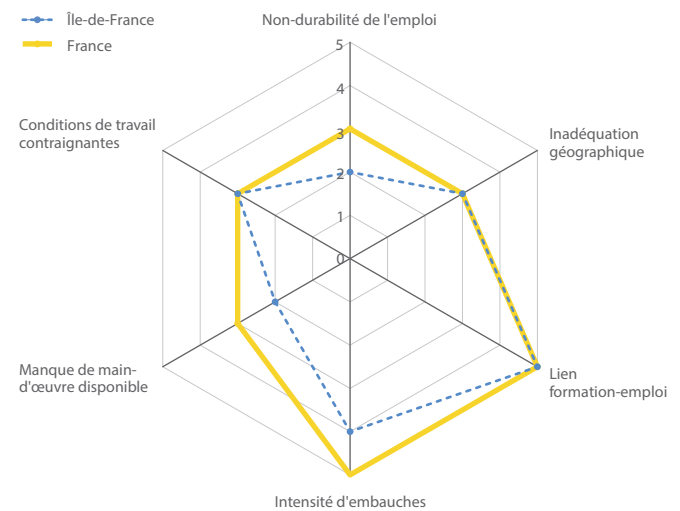 Île-de-France
France
Non-durabilité de l'emploi
5
4
3
2
1
0
Conditions de travail
contraignantes
Inadéquation
géographique
Manque de main-
d'œuvre disponible
Lien
formation-emploi
Intensité d'embauches